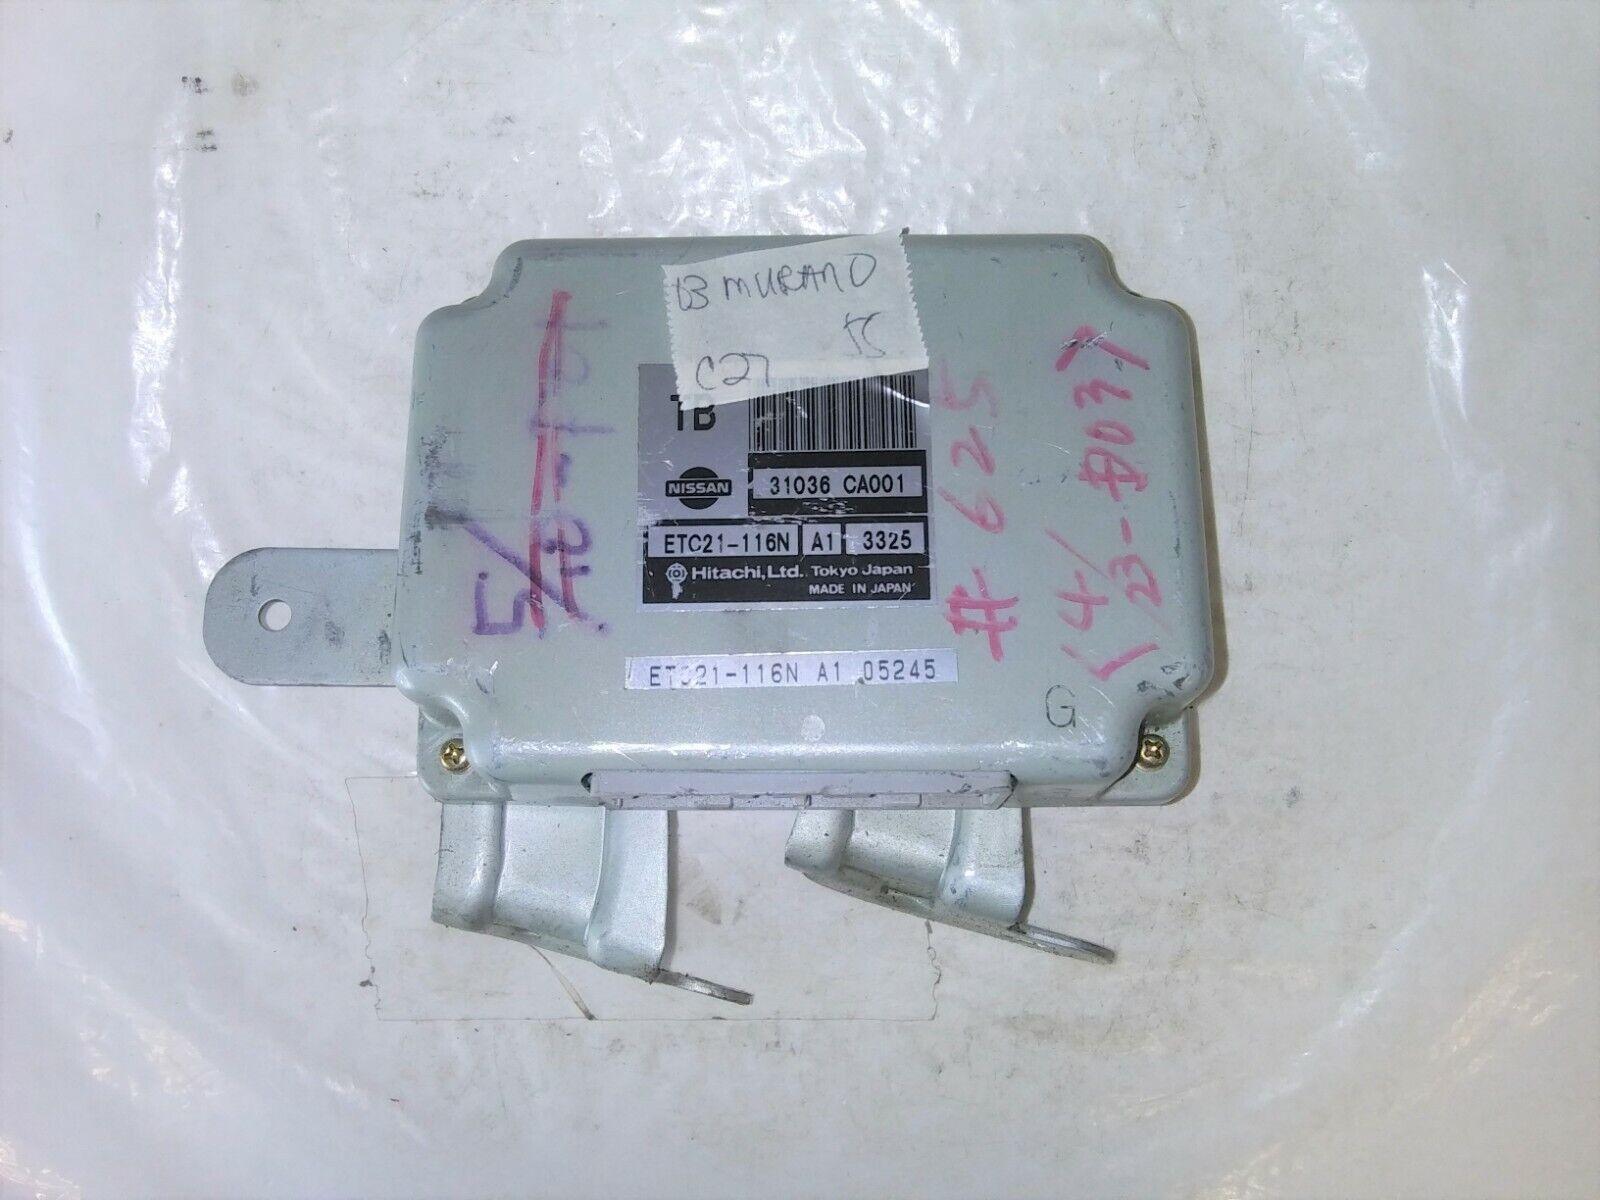 03 MURANO
55
C27
TB
NISSAN
31036 CA001
ETC21-116N A1 3325
Hitachi, Ltd. Tokyo Japan
MADE IN JAPAN
ETC21-116N A1 05245
G
# 625